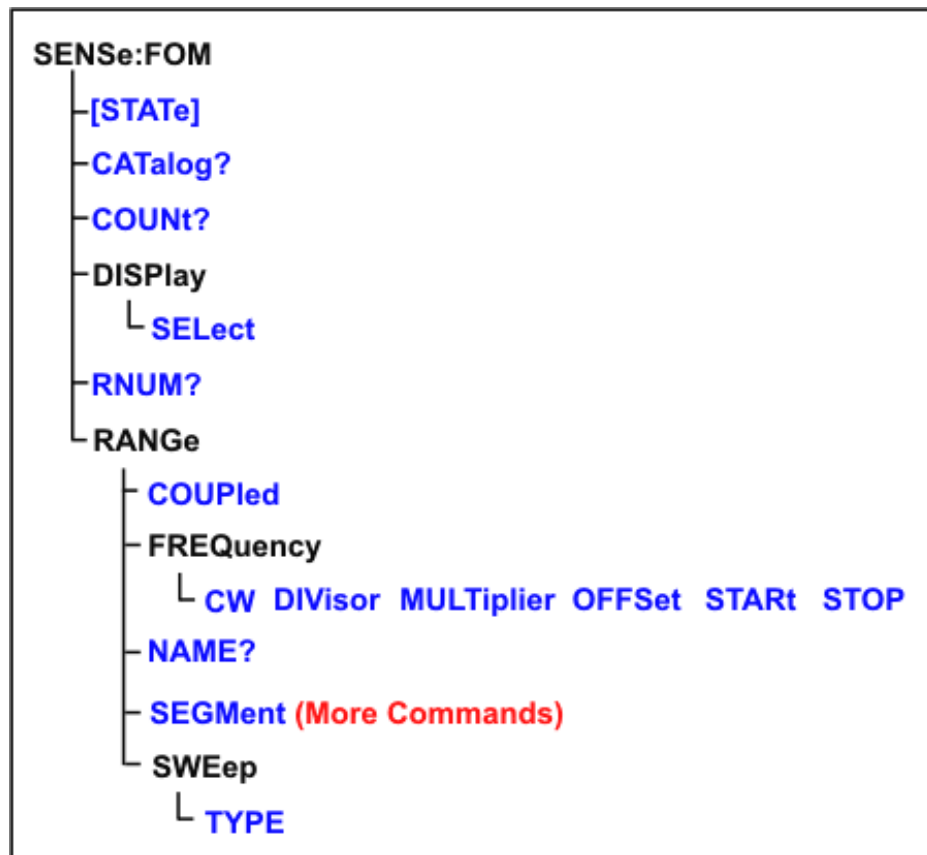 SENSe:FOM
[STATe]
CATalog?
COUNt?
DISPlay
SELect
RNUM?
RANGe
COUPled
FREQuency
CW DIVisor MULTiplier OFFSet STARt STOP
NAME?
SEGMent (More Commands)
SWEep
TYPE